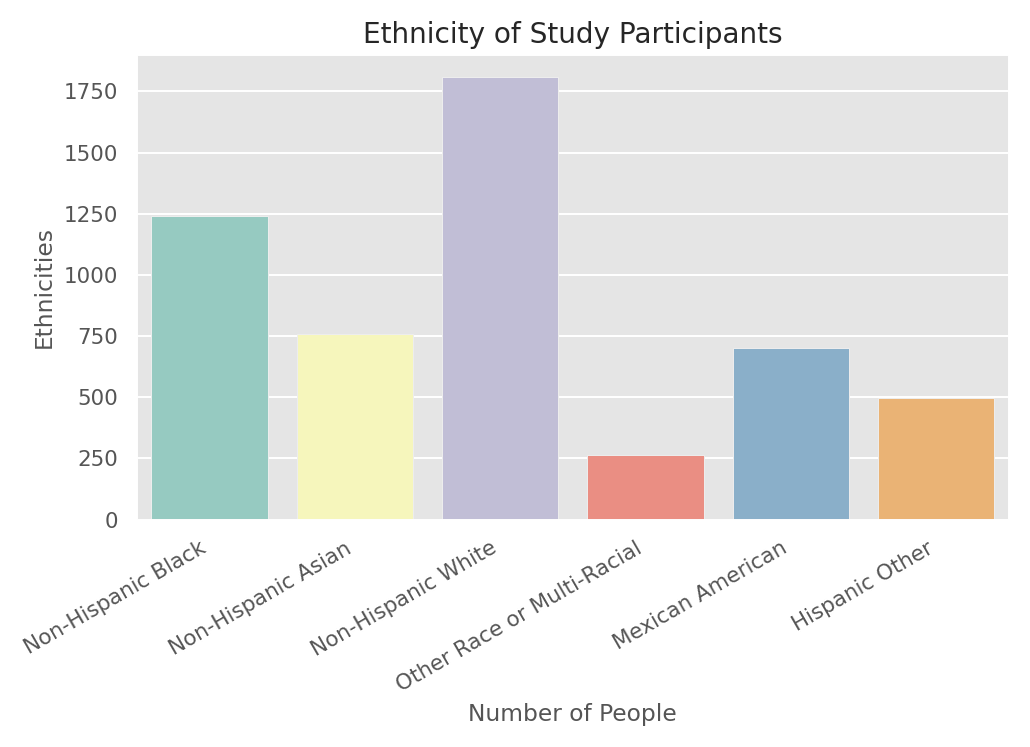 Ethnicity of Study Participants
Ethnicities
1750
1500
1250
1000
750
500
250
0
Non-Hispanic Black
Non-Hispanic Asian
Non-Hispanic White
Other Race or Multi-Racial
Mexican American
Hispanic Other
Number of People